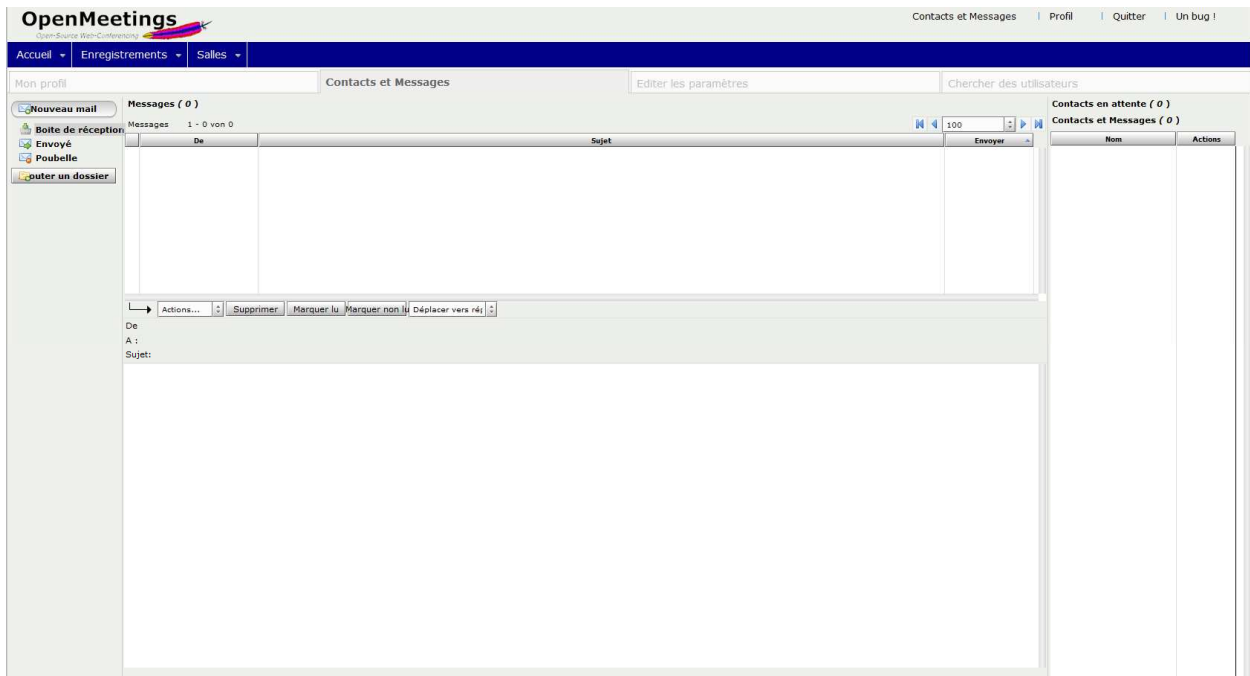 OpenMeetings
Open-Source Web-Conferencing
Contacts et Messages | Profil | Quitter | Un bug !
Accueil Enregistrements Salles
Mon profil Contacts et Messages Editer les paramètres Chercher des utilisateurs
Nouveau mail
Boite de réception
Envoyé
Poubelle
outer un dossier
Messages ( 0 )
Messages 1 - 0 von 0
100
De Sujet Envoyer
Actions... Supprimer Marquer lu Marquer non lu Déplacer vers rép
De
A :
Sujet:
Contacts en attente ( 0 )
Contacts et Messages ( 0 )
Nom Actions